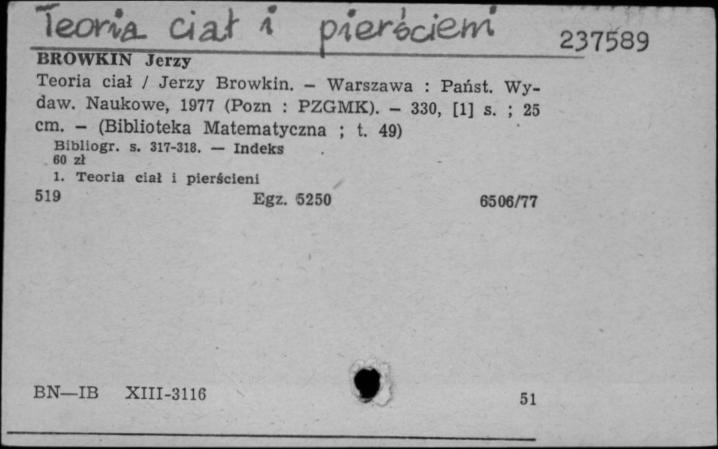 Teoria ciał i pierścieni
237589
BROWKIN Jerzy
Teoria ciał / Jerzy Browkin. — Warszawa : Państ. Wy-
daw. Naukowe, 1977 (Pozn : PZGMK). — 330, [1] s. ; 25
cm. — (Biblioteka Matematyczna ; t. 49)
Bibliogr. s. 317-318. — Indeks
60 zł
1. Teoria ciał i pierścieni
519 Egz. 5250 6506/77
BN—IB XIII-3116 51